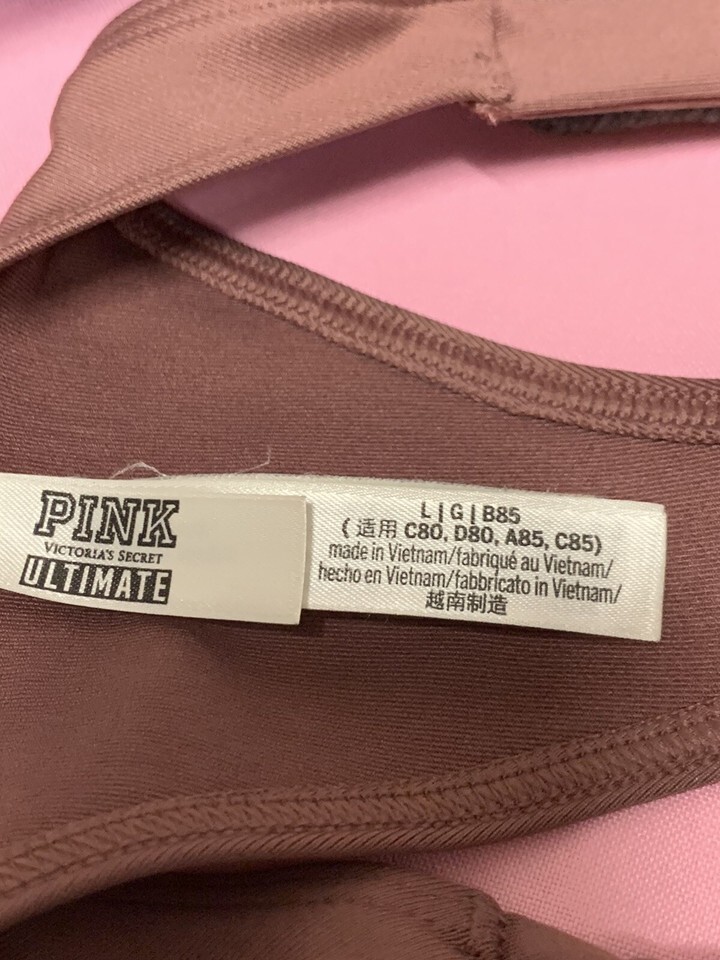 PINK
VICTORIA'S SECRET
ULTIMATE
L | G | B85
( 适用 C80, D80, A85, C85)
made in Vietnam/fabriqué au Vietnam/
hecho en Vietnam/fabbricato in Vietnam/
越南制造